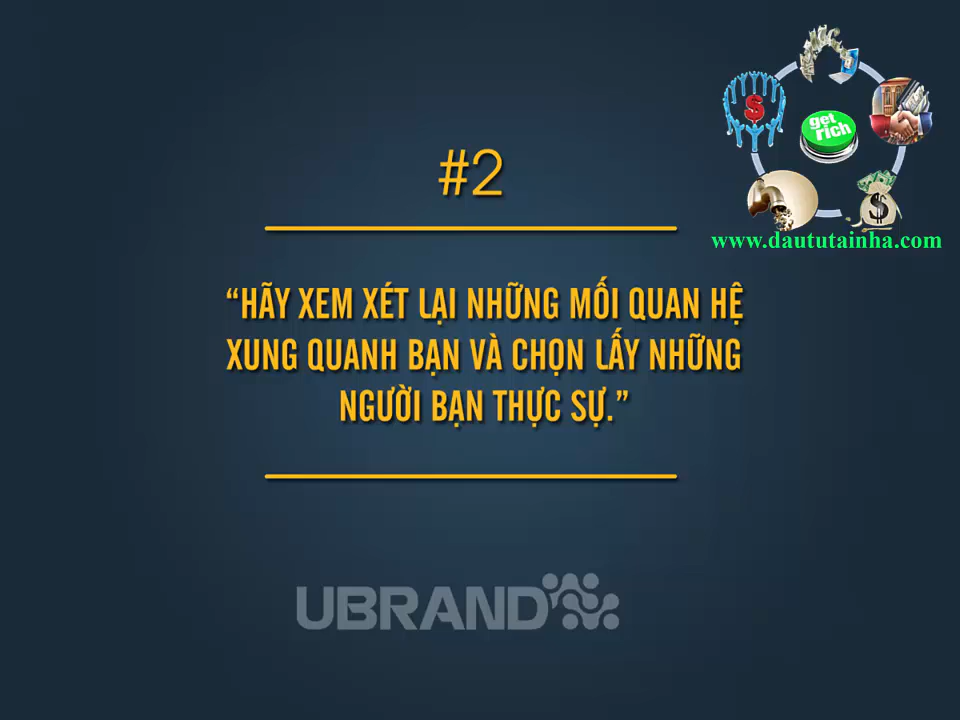 #2
get
rich
$
$
www.daututainha.com
“HÃY XEM XÉT LẠI NHỮNG MỐI QUAN HỆ
XUNG QUANH BẠN VÀ CHỌN LẤY NHỮNG
NGƯỜI BẠN THỰC SỰ.”
UBRAND